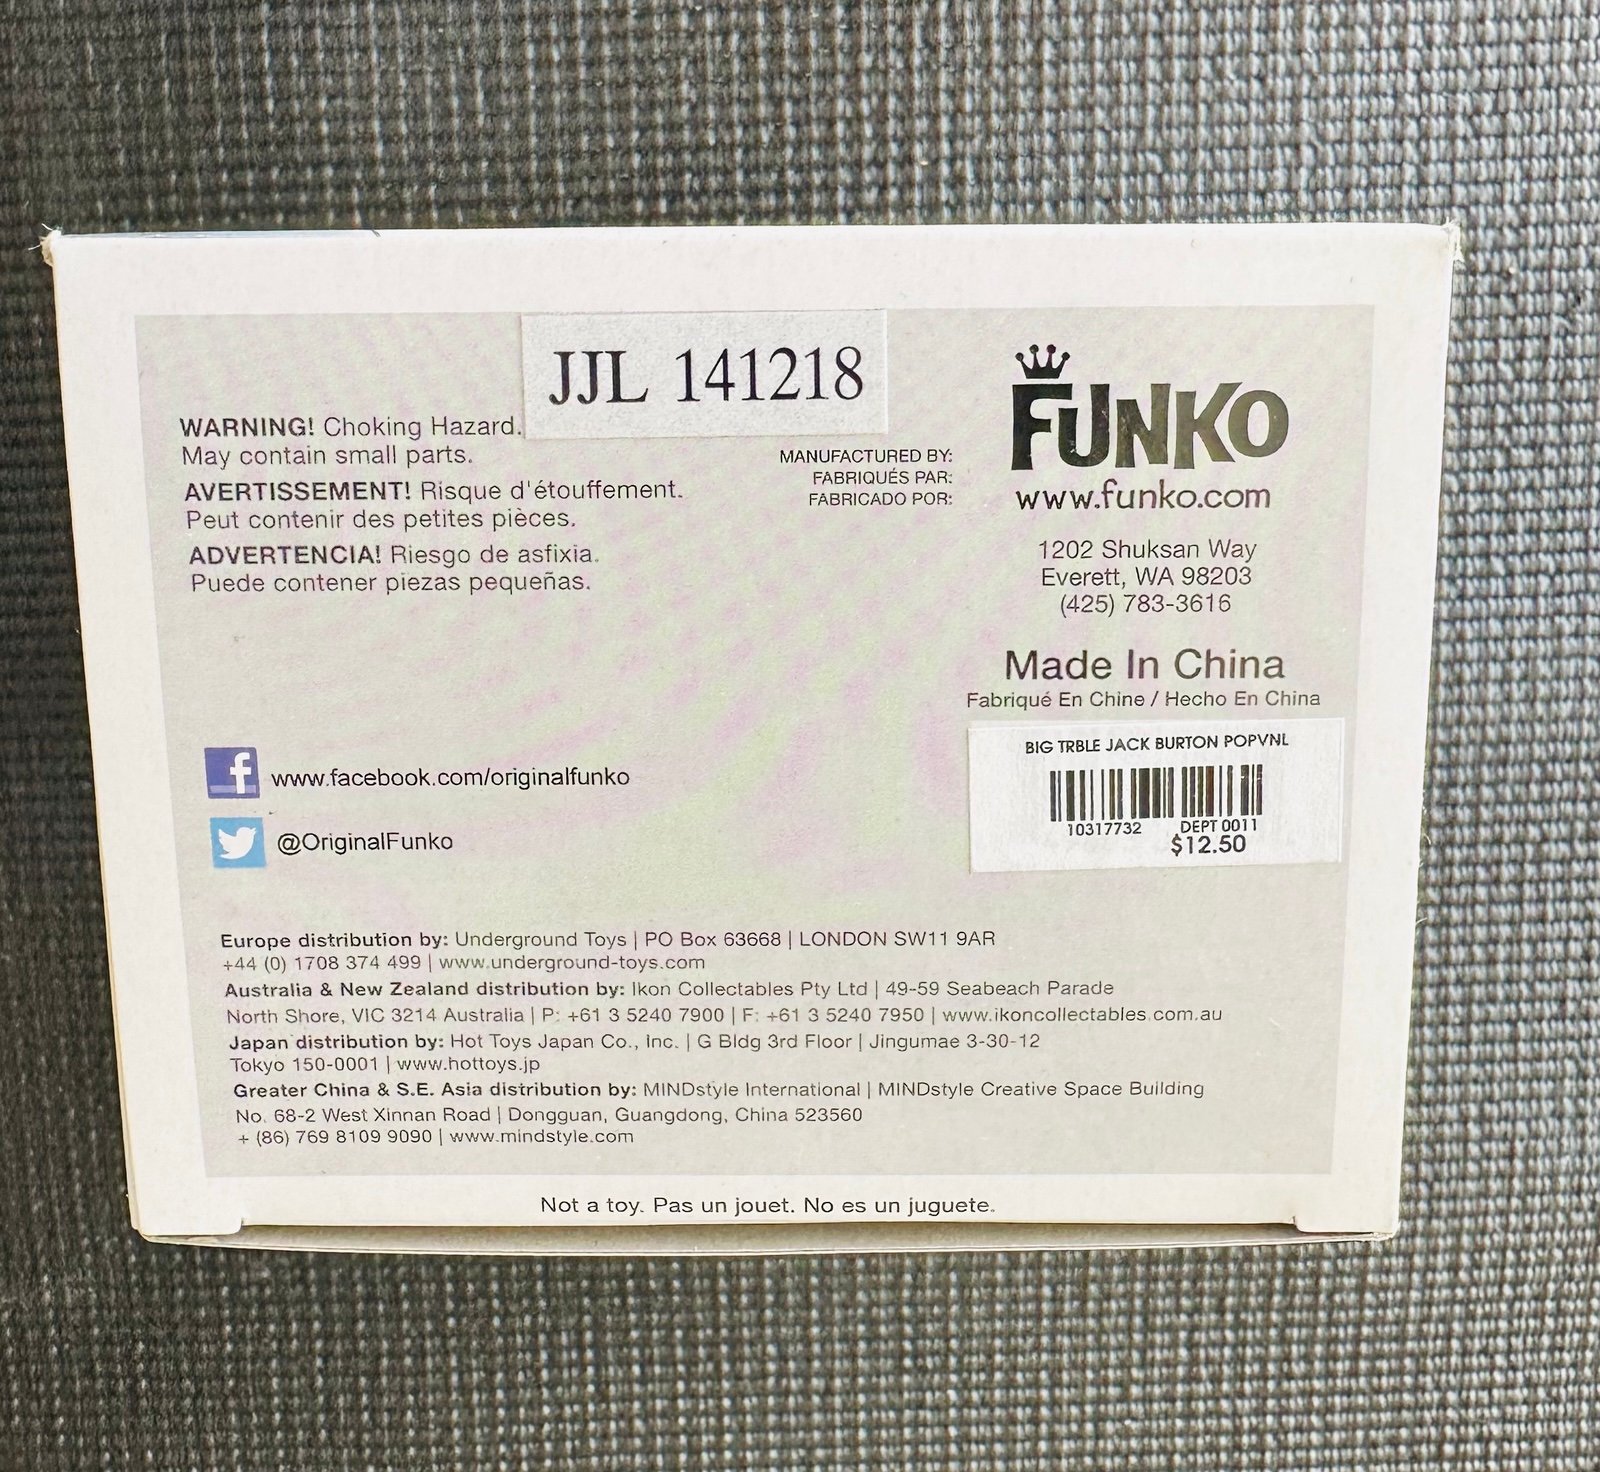 JJL 141218
WARNING! Choking Hazard.
May contain small parts.
AVERTISSEMENT! Risque d'étouffement.
Peut contenir des petites pièces.
ADVERTENCIA! Riesgo de asfixia.
Puede contener piezas pequeñas.
MANUFACTURED BY:
FABRIQUÉS PAR:
FABRICADO POR:
FUNKO
www.funko.com
1202 Shuksan Way
Everett, WA 98203
(425) 783-3616
Made In China
Fabriqué En Chine / Hecho En China
BIG TRBLE JACK BURTON POPVNL
10317732 DEPT 0011
$12.50
f www.facebook.com/originalfunko
@OriginalFunko
Europe distribution by: Underground Toys | PO Box 63668 | LONDON SW11 9AR
+44 (0) 1708 374 499 | www.underground-toys.com
Australia & New Zealand distribution by: Ikon Collectables Pty Ltd | 49-59 Seabeach Parade
North Shore, VIC 3214 Australia | P: +61 3 5240 7900 | F: +61 3 5240 7950 | www.ikoncollectables.com.au
Japan distribution by: Hot Toys Japan Co., Inc. | G Bldg 3rd Floor | Jingumae 3-30-12
Tokyo 150-0001 | www.hottoys.jp
Greater China & S.E. Asia distribution by: MINDstyle International | MINDstyle Creative Space Building
No. 68-2 West Xinnan Road | Dongguan, Guangdong, China 523560
+ (86) 769 8109 9090 | www.mindstyle.com
Not a toy. Pas un jouet. No es un juguete.